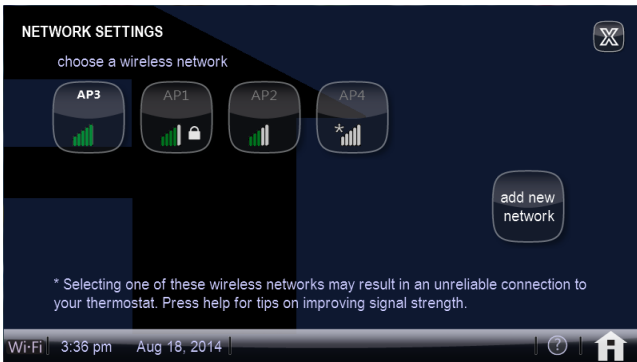 NETWORK SETTINGS
X
choose a wireless network
AP3 AP1 AP2 AP4
*
add new
network
* Selecting one of these wireless networks may result in an unreliable connection to
your thermostat. Press help for tips on improving signal strength.
Wi-Fi 3:36 pm Aug 18, 2014 ?